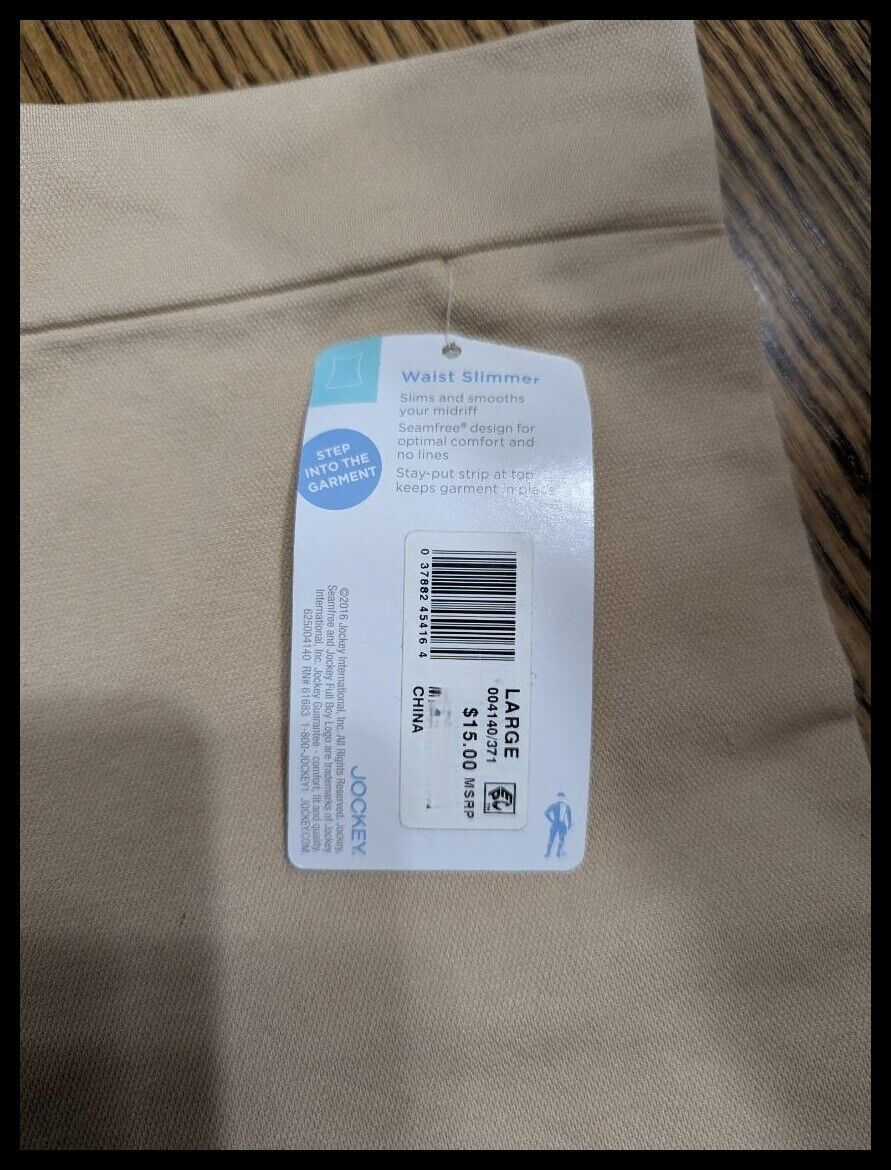 Waist Slimmer
Slims and smooths
your midriff
Seamfree® design for
optimal comfort and
no lines
Stay-put strip at top
keeps garment in place
STEP
INTO THE
GARMENT
0 37882 45416 4
LARGE
004140/371
$15.00 MSRP
CHINA
©2016 Jockey International, Inc. All Rights Reserved. Jockey,
Seamfree and Jockey Full Boy Logo are trademarks of Jockey
International, Inc. Jockey Guarantee - comfort, fit and quality.
625004140 RN# 61683 1-800-JOCKEY1 JOCKEY.COM
JOCKEY